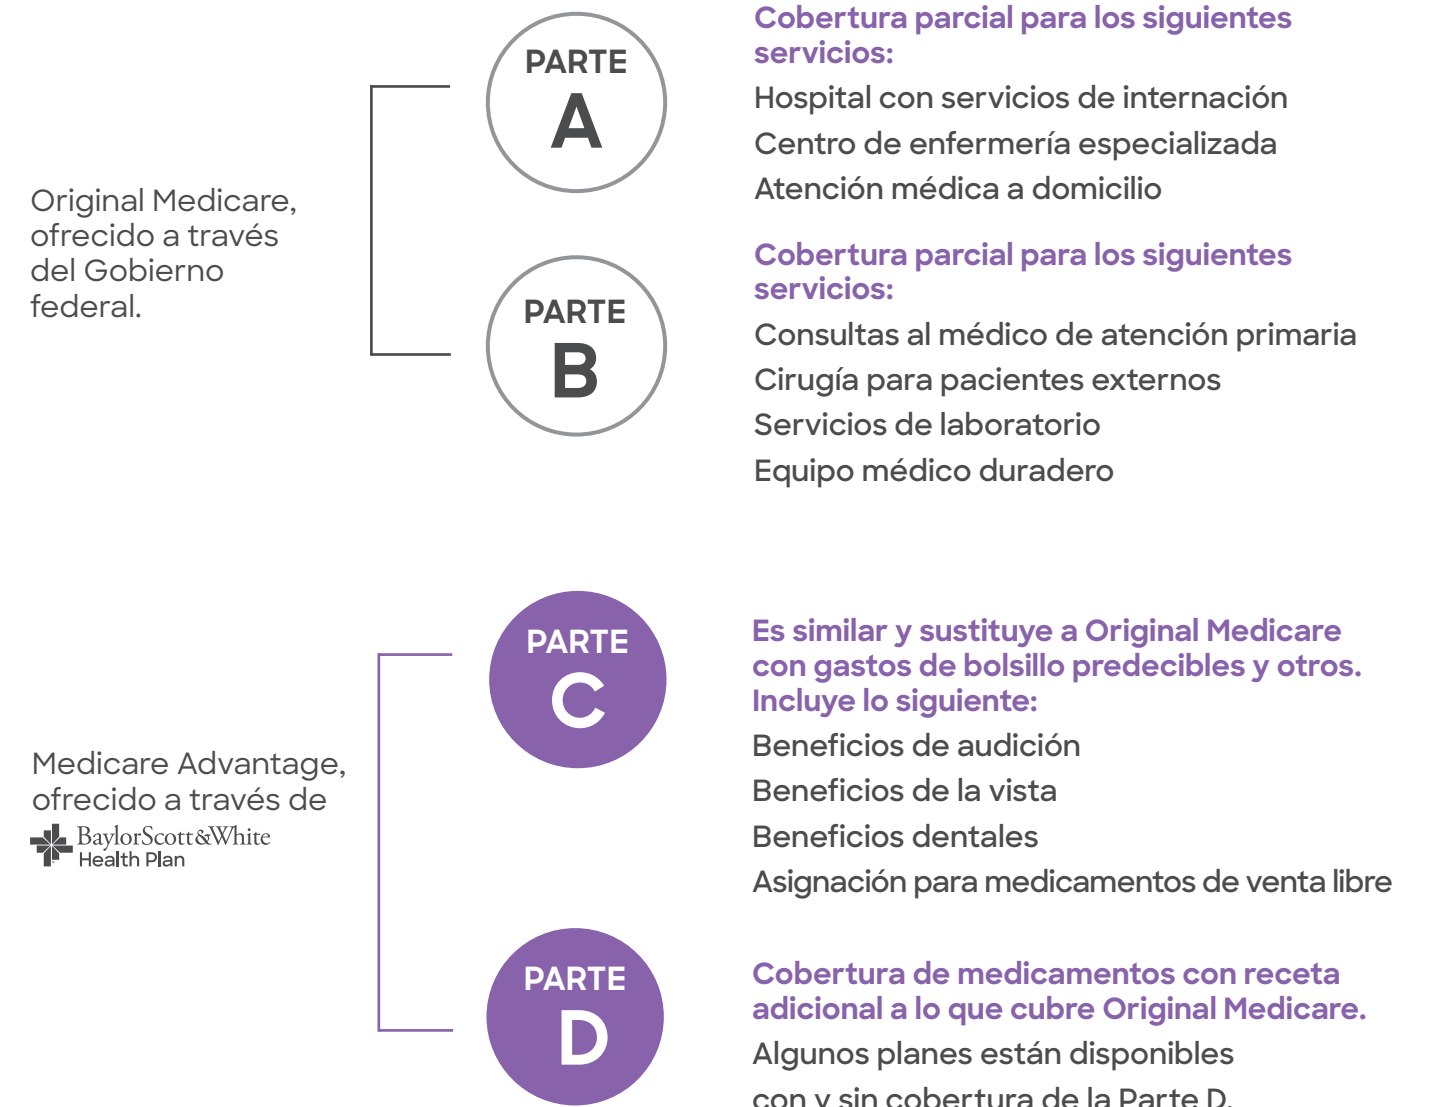 Original Medicare,
ofrecido a través
del Gobierno
federal.
PARTE
A
Cobertura parcial para los siguientes
servicios:
Hospital con servicios de internación
Centro de enfermería especializada
Atención médica a domicilio
PARTE
B
Cobertura parcial para los siguientes
servicios:
Consultas al médico de atención primaria
Cirugía para pacientes externos
Servicios de laboratorio
Equipo médico duradero
Medicare Advantage,
ofrecido a través de
BaylorScott&White
Health Plan
PARTE
C
Es similar y sustituye a Original Medicare
con gastos de bolsillo predecibles y otros.
Incluye lo siguiente:
Beneficios de audición
Beneficios de la vista
Beneficios dentales
Asignación para medicamentos de venta libre
PARTE
D
Cobertura de medicamentos con receta
adicional a lo que cubre Original Medicare.
Algunos planes están disponibles
con y sin cobertura de la Parte D.